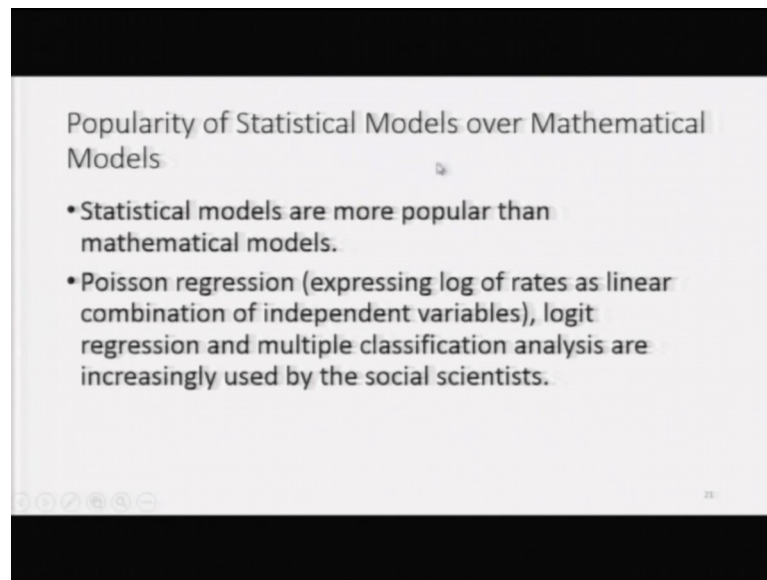 Popularity of Statistical Models over Mathematical
Models
•Statistical models are more popular than
mathematical models.
•Poisson regression (expressing log of rates as linear
combination of independent variables), logit
regression and multiple classification analysis are
increasingly used by the social scientists.
21